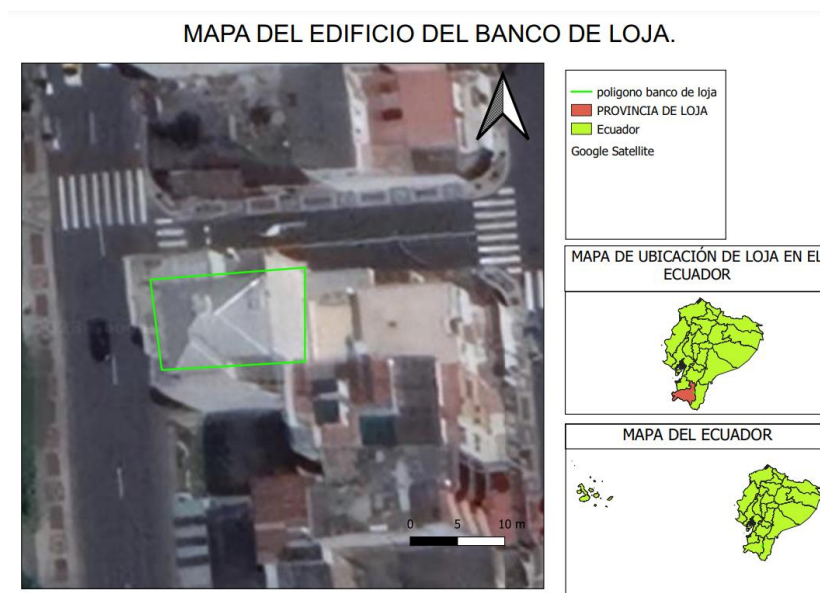 MAPA DEL EDIFICIO DEL BANCO DE LOJA.
poligono banco de loja
PROVINCIA DE LOJA
Ecuador
Google Satellite
MAPA DE UBICACIÓN DE LOJA EN EL
ECUADOR
MAPA DEL ECUADOR
0 5 10 m